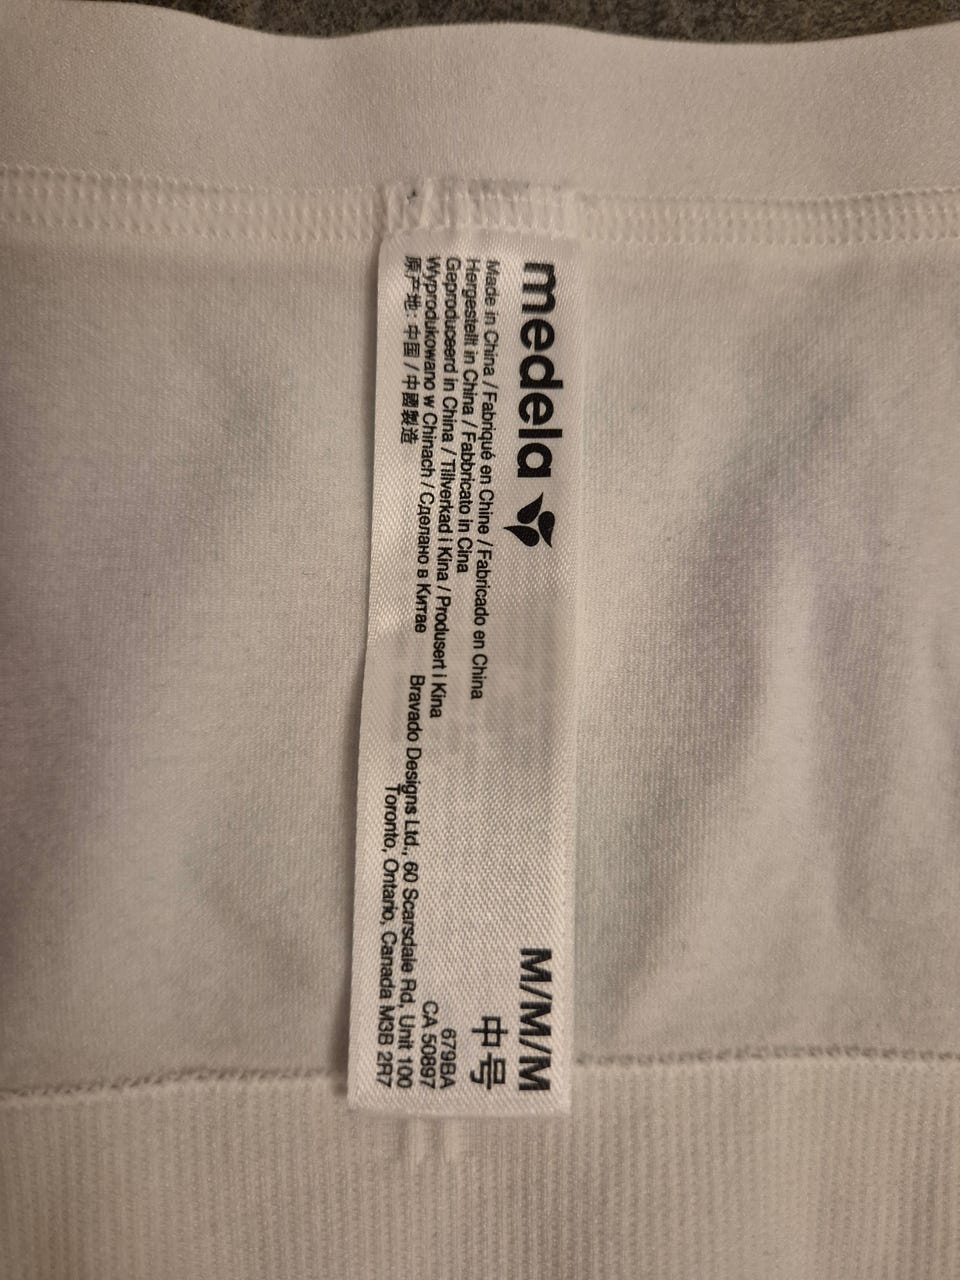 medela
M/M/M
中号
Made in China / Fabriqué en Chine / Fabricado en China
Hergestellt in China / Fabbricato in Cina
Geproduceerd in China / Tillverkad i Kina / Produsert i Kina
Wyprodukowano w Chinach / Сделано в Китае
原产地: 中国 / 中國製造
679BA
CA 50897
Bravado Designs Ltd., 60 Scarsdale Rd, Unit 100
Toronto, Ontario, Canada M3B 2R7